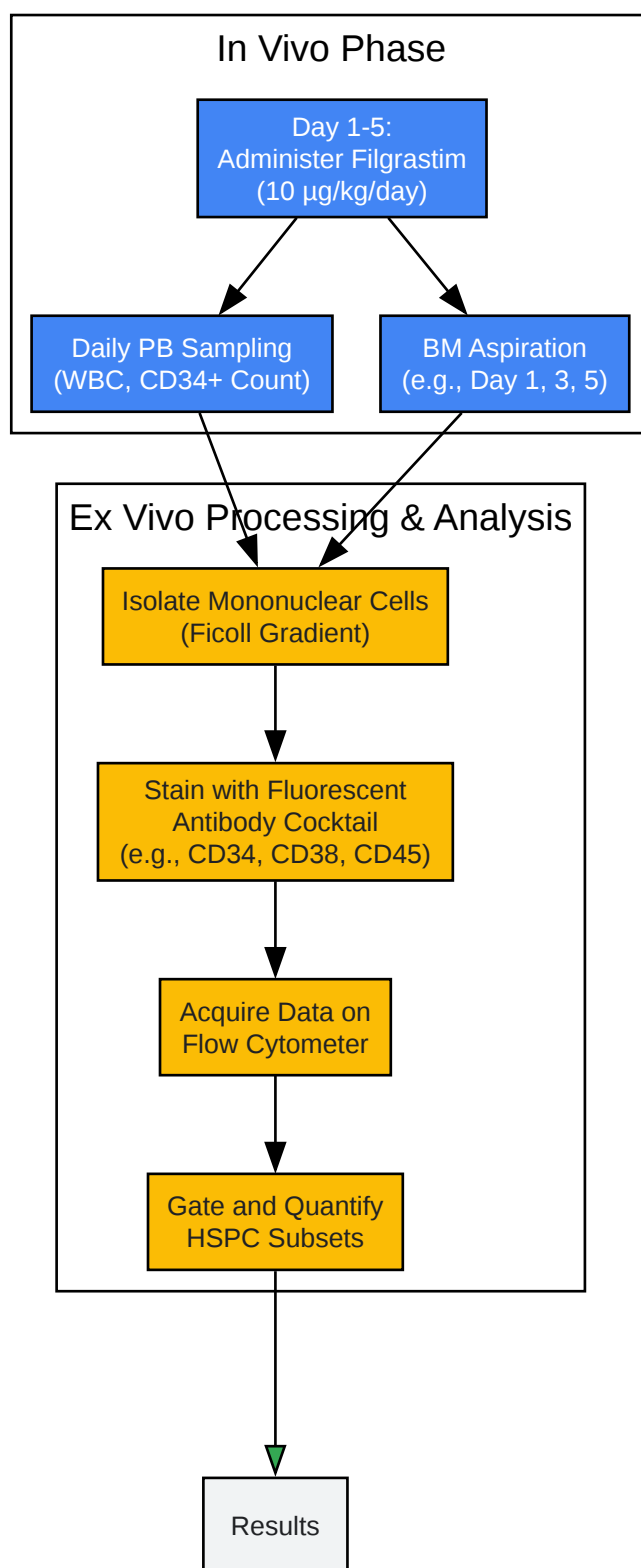 In Vivo Phase
Day 1-5:
Administer Filgrastim
(10 µg/kg/day)
Daily PB Sampling
(WBC, CD34+ Count)
BM Aspiration
(e.g., Day 1, 3, 5)
Ex Vivo Processing & Analysis
Isolate Mononuclear Cells
(Ficoll Gradient)
Stain with Fluorescent
Antibody Cocktail
(e.g., CD34, CD38, CD45)
Acquire Data on
Flow Cytometer
Gate and Quantify
HSPC Subsets
Results